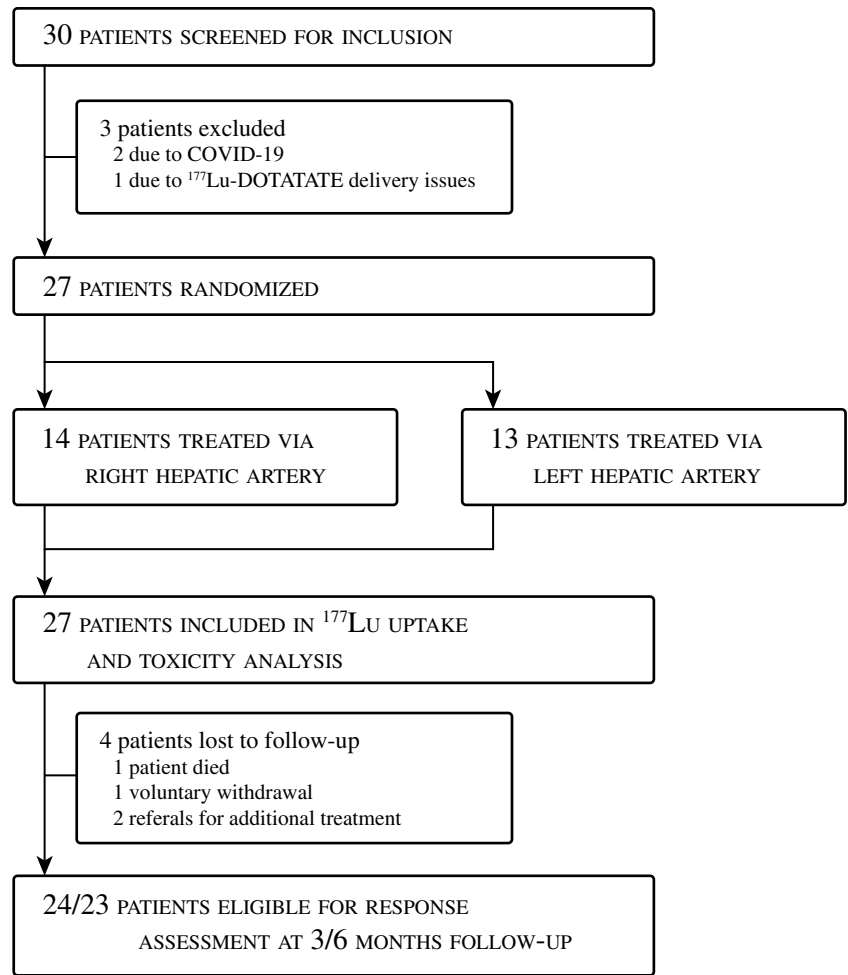 30 PATIENTS SCREENED FOR INCLUSION
3 patients excluded
2 due to COVID-19
1 due to ¹⁷⁷Lu-DOTATATE delivery issues
27 PATIENTS RANDOMIZED
14 PATIENTS TREATED VIA
RIGHT HEPATIC ARTERY
13 PATIENTS TREATED VIA
LEFT HEPATIC ARTERY
27 PATIENTS INCLUDED IN ¹⁷⁷LU UPTAKE
AND TOXICITY ANALYSIS
4 patients lost to follow-up
1 patient died
1 voluntary withdrawal
2 referals for additional treatment
24/23 PATIENTS ELIGIBLE FOR RESPONSE
ASSESSMENT AT 3/6 MONTHS FOLLOW-UP